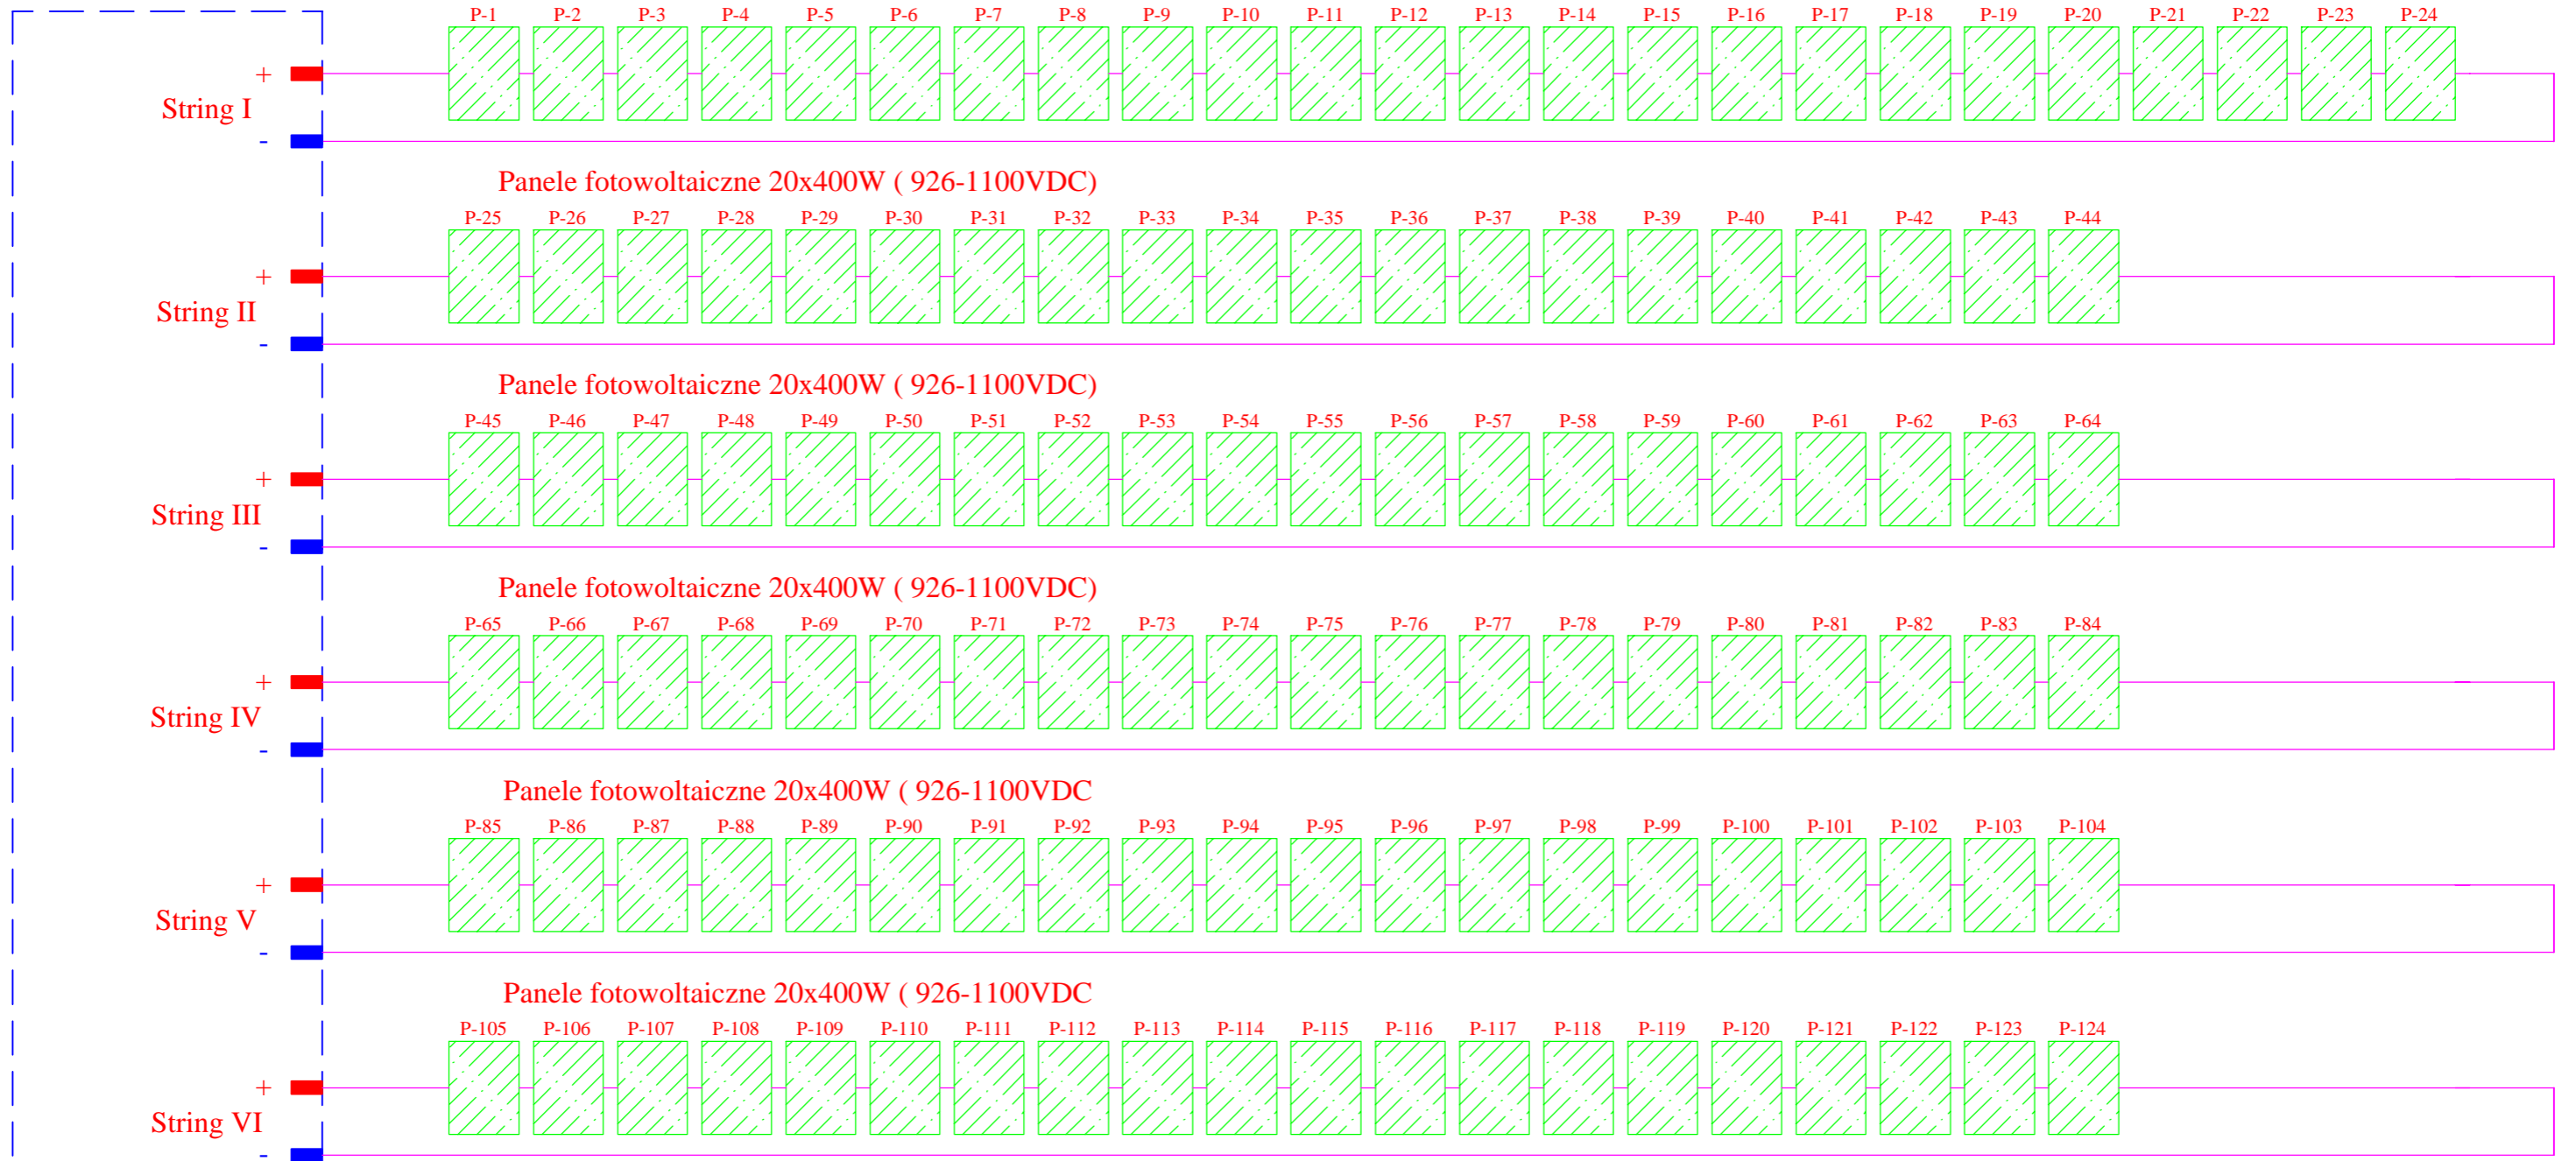 P-1 P-2 P-3 P-4 P-5 P-6 P-7 P-8 P-9 P-10 P-11 P-12 P-13 P-14 P-15 P-16 P-17 P-18 P-19 P-20 P-21 P-22 P-23 P-24
+
String I
-
Panele fotowoltaiczne 20x400W ( 926-1100VDC)
P-25 P-26 P-27 P-28 P-29 P-30 P-31 P-32 P-33 P-34 P-35 P-36 P-37 P-38 P-39 P-40 P-41 P-42 P-43 P-44
+
String II
-
Panele fotowoltaiczne 20x400W ( 926-1100VDC)
P-45 P-46 P-47 P-48 P-49 P-50 P-51 P-52 P-53 P-54 P-55 P-56 P-57 P-58 P-59 P-60 P-61 P-62 P-63 P-64
+
String III
-
Panele fotowoltaiczne 20x400W ( 926-1100VDC)
P-65 P-66 P-67 P-68 P-69 P-70 P-71 P-72 P-73 P-74 P-75 P-76 P-77 P-78 P-79 P-80 P-81 P-82 P-83 P-84
+
String IV
-
Panele fotowoltaiczne 20x400W ( 926-1100VDC
P-85 P-86 P-87 P-88 P-89 P-90 P-91 P-92 P-93 P-94 P-95 P-96 P-97 P-98 P-99 P-100 P-101 P-102 P-103 P-104
+
String V
-
Panele fotowoltaiczne 20x400W ( 926-1100VDC
P-105 P-106 P-107 P-108 P-109 P-110 P-111 P-112 P-113 P-114 P-115 P-116 P-117 P-118 P-119 P-120 P-121 P-122 P-123 P-124
+
String VI
-